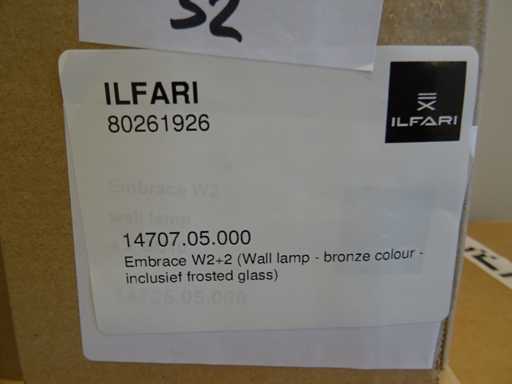 52
ILFARI
80261926
ILFARI
Embrace W2
wall lamp
14707.05.000
Embrace W2+2 (Wall lamp - bronze colour -
inclusief frosted glass)